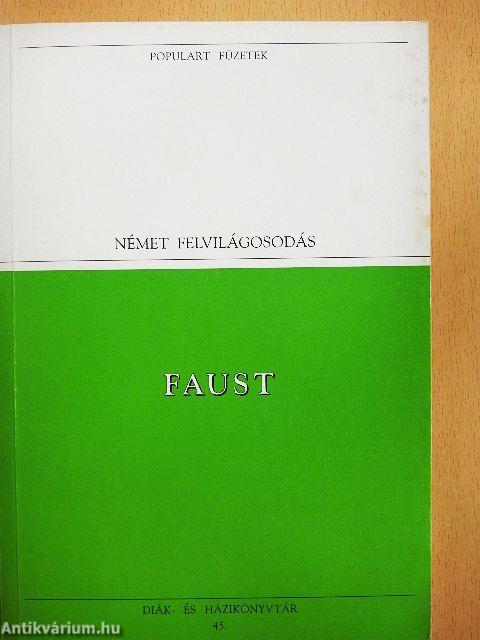 POPULART FÜZETEK
NÉMET FELVILÁGOSODÁS
FAUST
DIÁK- ÉS HÁZIKÖNYVTÁR
45.
Antikvárium.hu